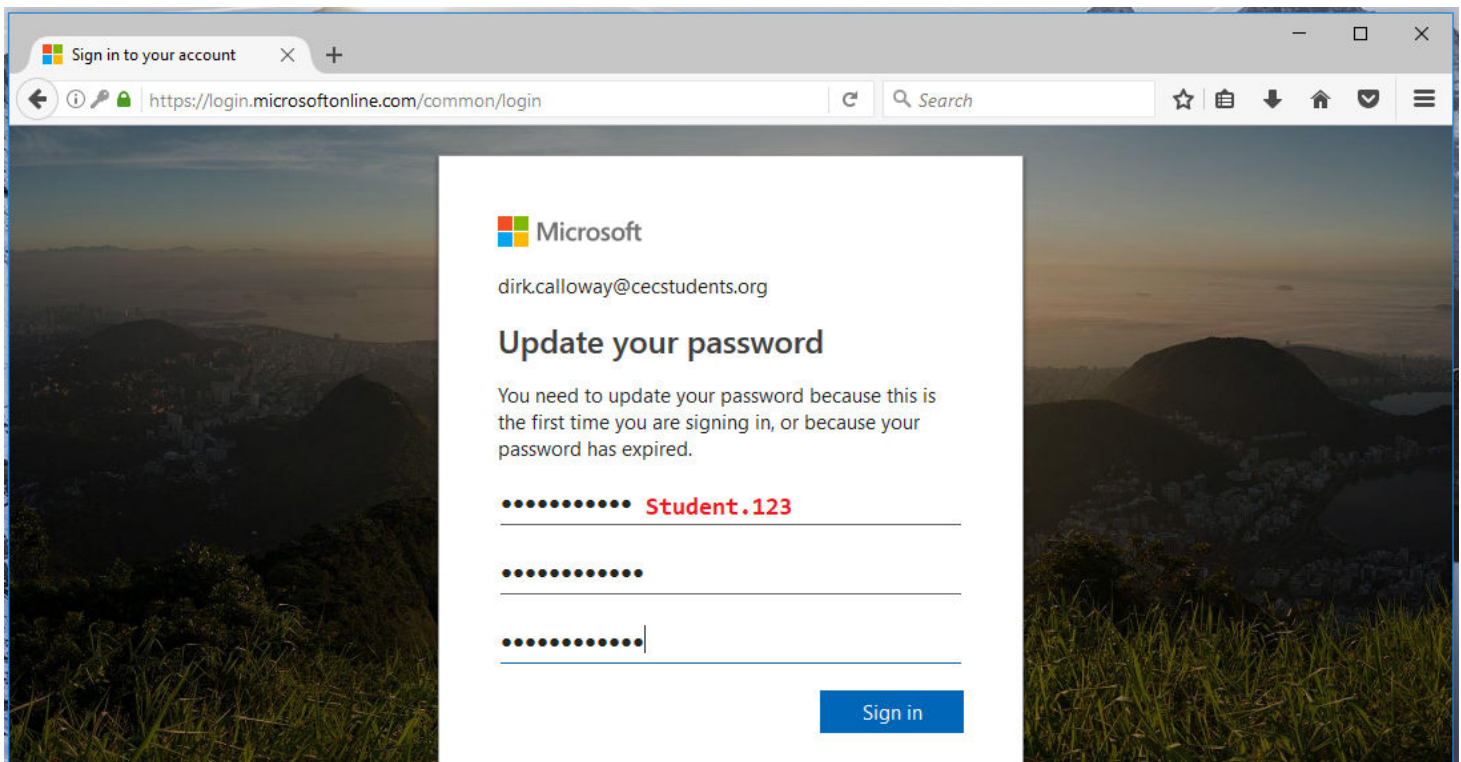 Sign in to your account
https://login.microsoftonline.com/common/login
Search
Microsoft
dirk.calloway@cecstudents.org
Update your password
You need to update your password because this is
the first time you are signing in, or because your
password has expired.
●●●●●●●●●●● Student.123
●●●●●●●●●●●●
●●●●●●●●●●●●
Sign in